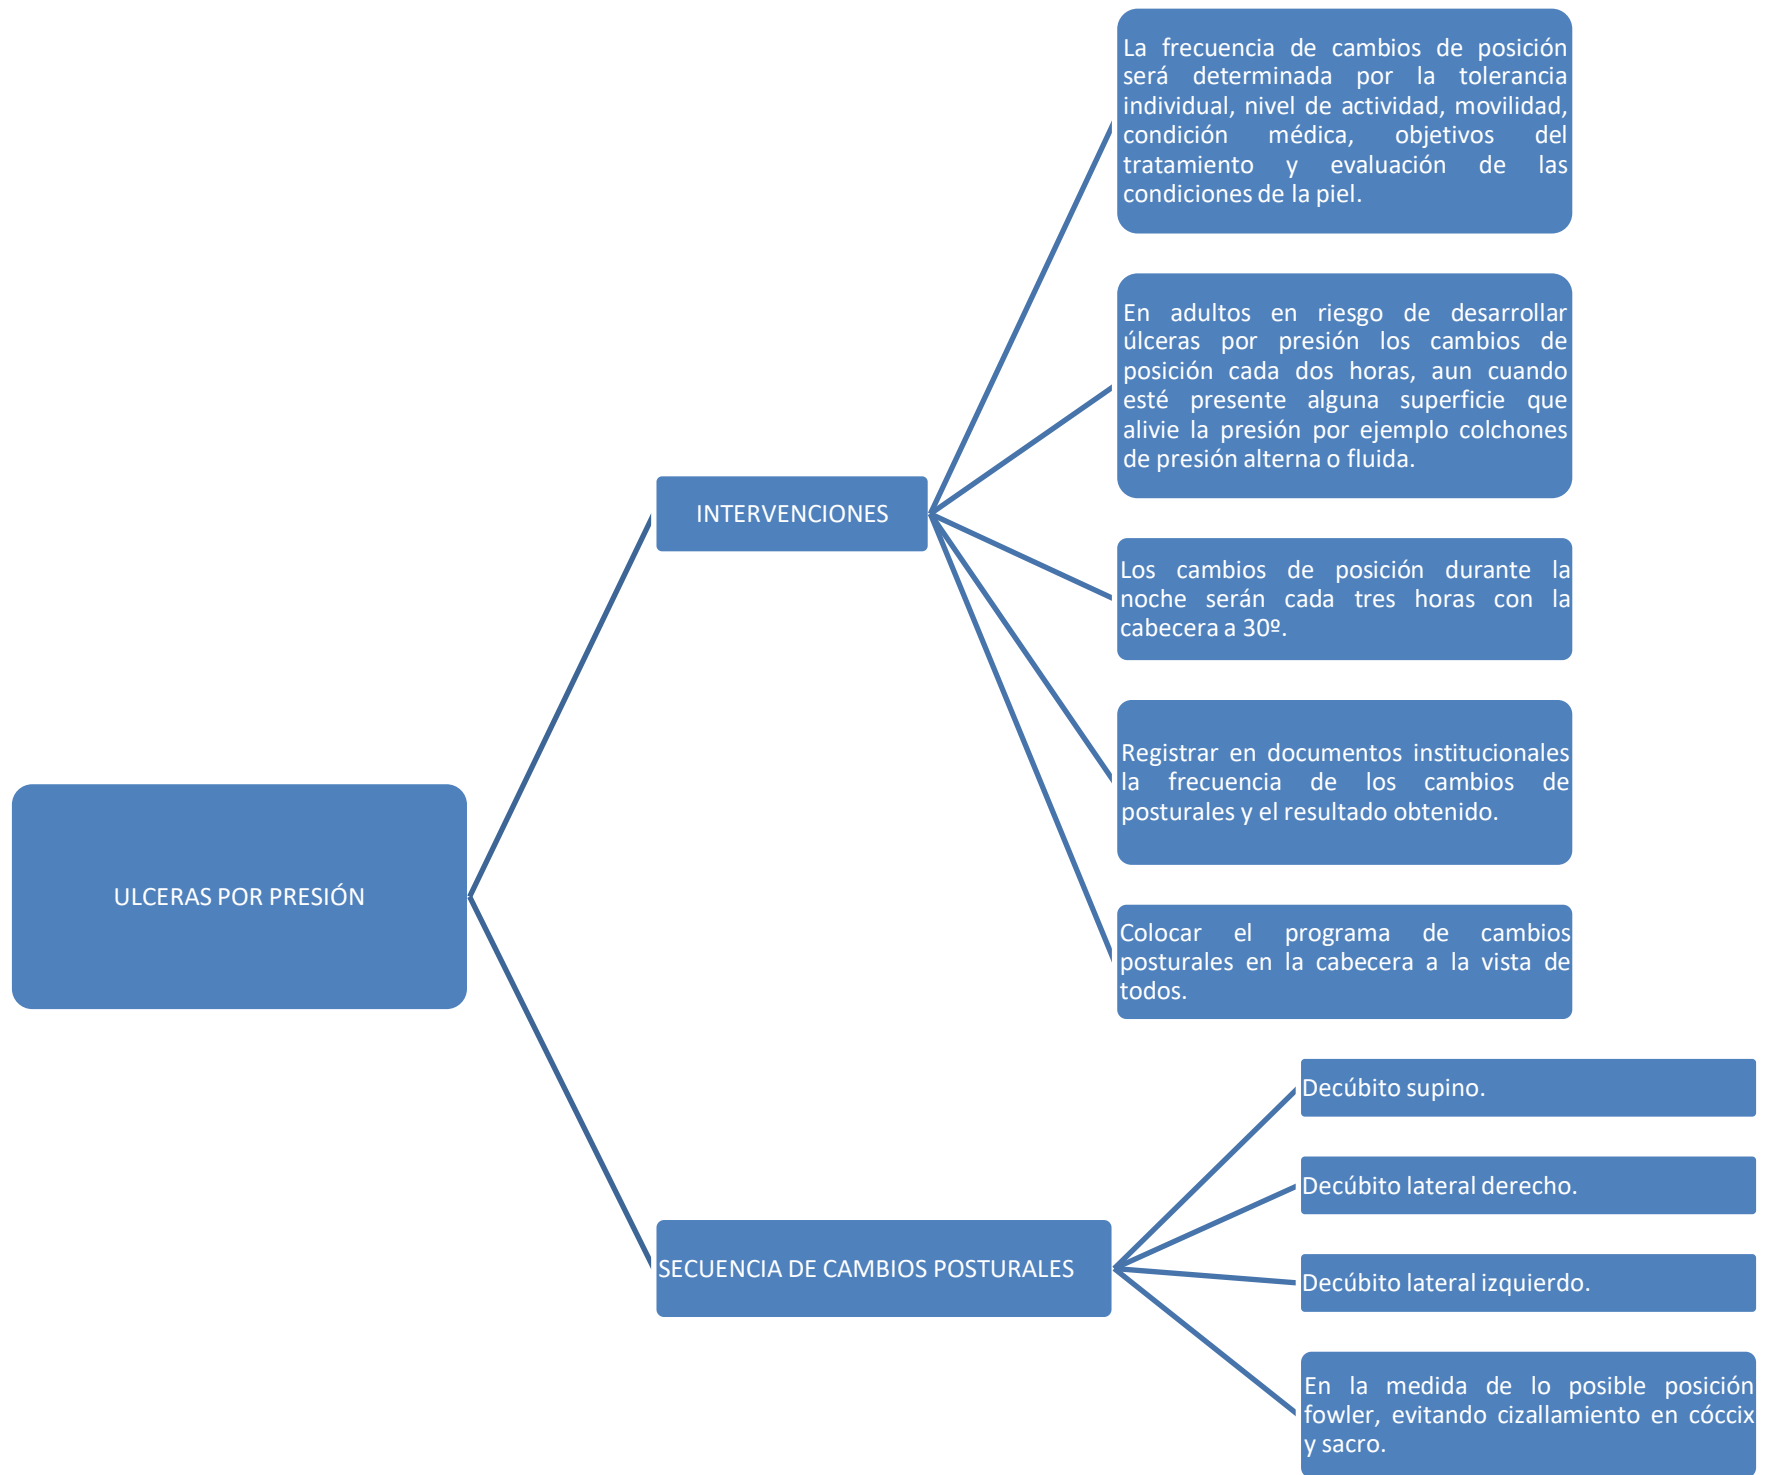 La frecuencia de cambios de posición
será determinada por la tolerancia
individual, nivel de actividad, movilidad,
condición médica, objetivos del
tratamiento y evaluación de las
condiciones de la piel.
En adultos en riesgo de desarrollar
úlceras por presión los cambios de
posición cada dos horas, aun cuando
esté presente alguna superficie que
alivie la presión por ejemplo colchones
de presión alterna o fluida.
INTERVENCIONES
Los cambios de posición durante la
noche serán cada tres horas con la
cabecera a 30º.
Registrar en documentos institucionales
la frecuencia de los cambios de
posturales y el resultado obtenido.
ULCERAS POR PRESIÓN
Colocar el programa de cambios
posturales en la cabecera a la vista de
todos.
Decúbito supino.
Decúbito lateral derecho.
SECUENCIA DE CAMBIOS POSTURALES
Decúbito lateral izquierdo.
En la medida de lo posible posición
fowler, evitando cizallamiento en cóccix
y sacro.